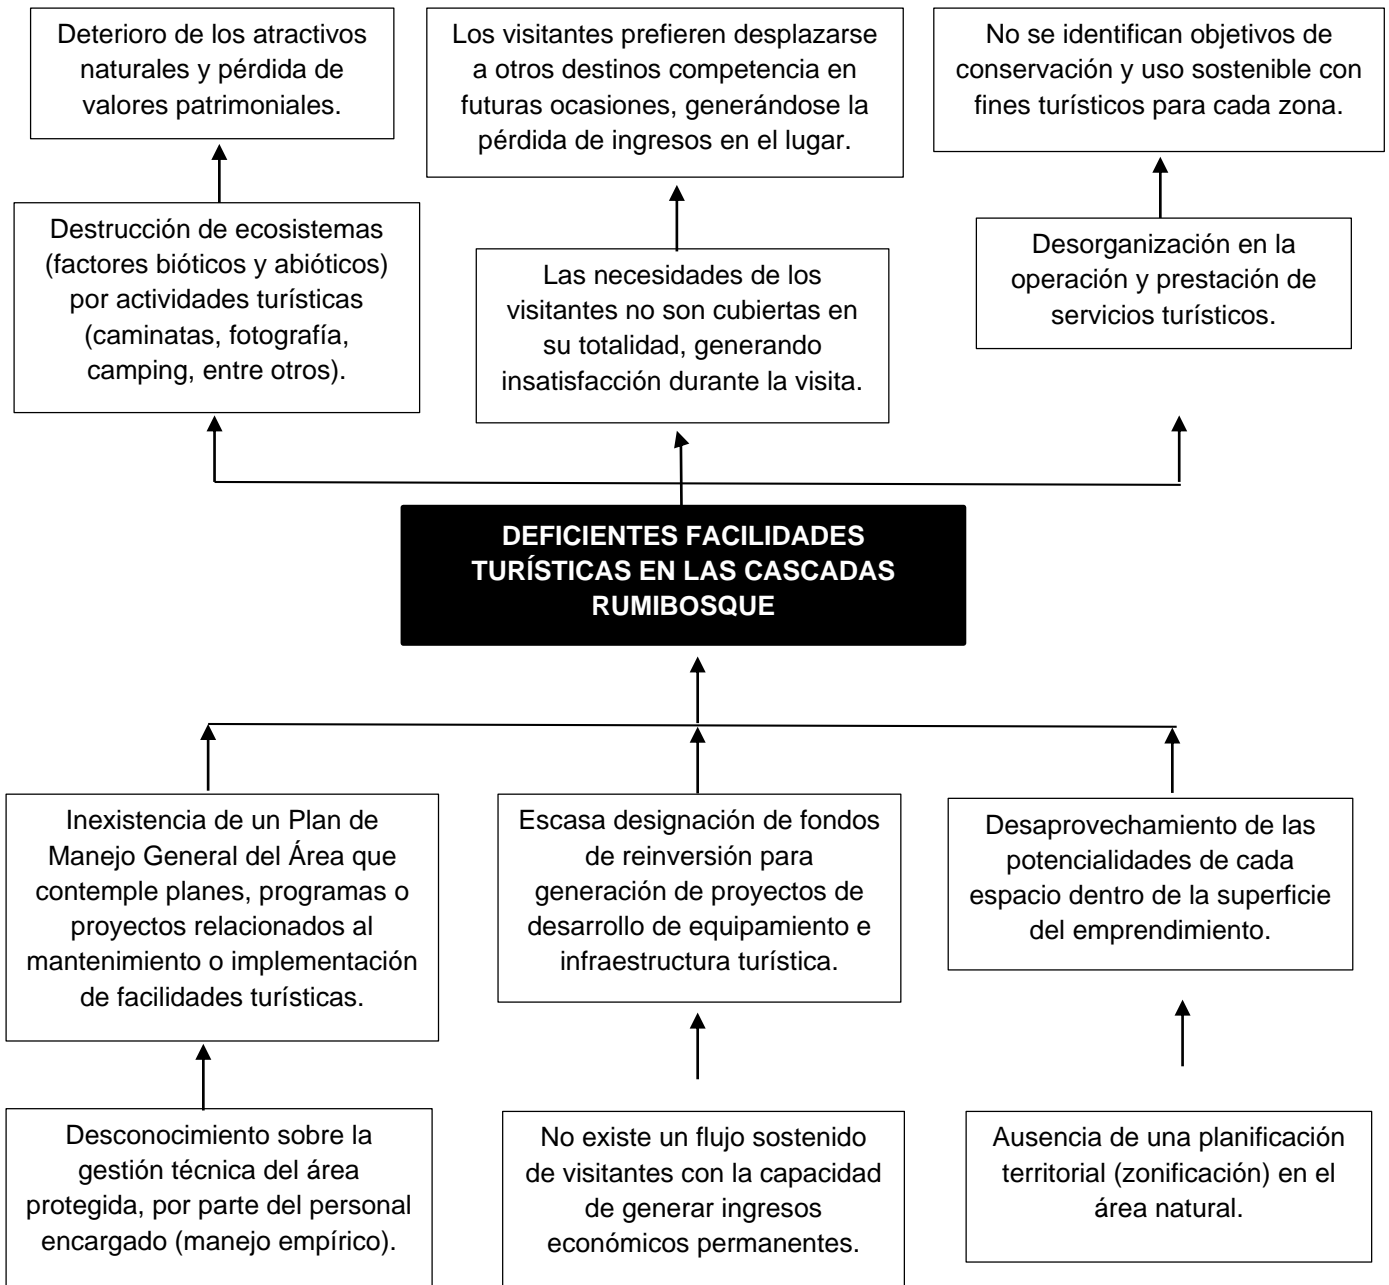 Deterioro de los atractivos
naturales y pérdida de
valores patrimoniales.
Los visitantes prefieren desplazarse
a otros destinos competencia en
futuras ocasiones, generándose la
pérdida de ingresos en el lugar.
No se identifican objetivos de
conservación y uso sostenible con
fines turísticos para cada zona.
Destrucción de ecosistemas
(factores bióticos y abióticos)
por actividades turísticas
(caminatas, fotografía,
camping, entre otros).
Las necesidades de los
visitantes no son cubiertas en
su totalidad, generando
insatisfacción durante la visita.
Desorganización en la
operación y prestación de
servicios turísticos.
DEFICIENTES FACILIDADES
TURÍSTICAS EN LAS CASCADAS
RUMIBOSQUE
Inexistencia de un Plan de
Manejo General del Área que
contemple planes, programas o
proyectos relacionados al
mantenimiento o implementación
de facilidades turísticas.
Escasa designación de fondos
de reinversión para
generación de proyectos de
desarrollo de equipamiento e
infraestructura turística.
Desaprovechamiento de las
potencialidades de cada
espacio dentro de la superficie
del emprendimiento.
Desconocimiento sobre la
gestión técnica del área
protegida, por parte del personal
encargado (manejo empírico).
No existe un flujo sostenido
de visitantes con la capacidad
de generar ingresos
económicos permanentes.
Ausencia de una planificación
territorial (zonificación) en el
área natural.